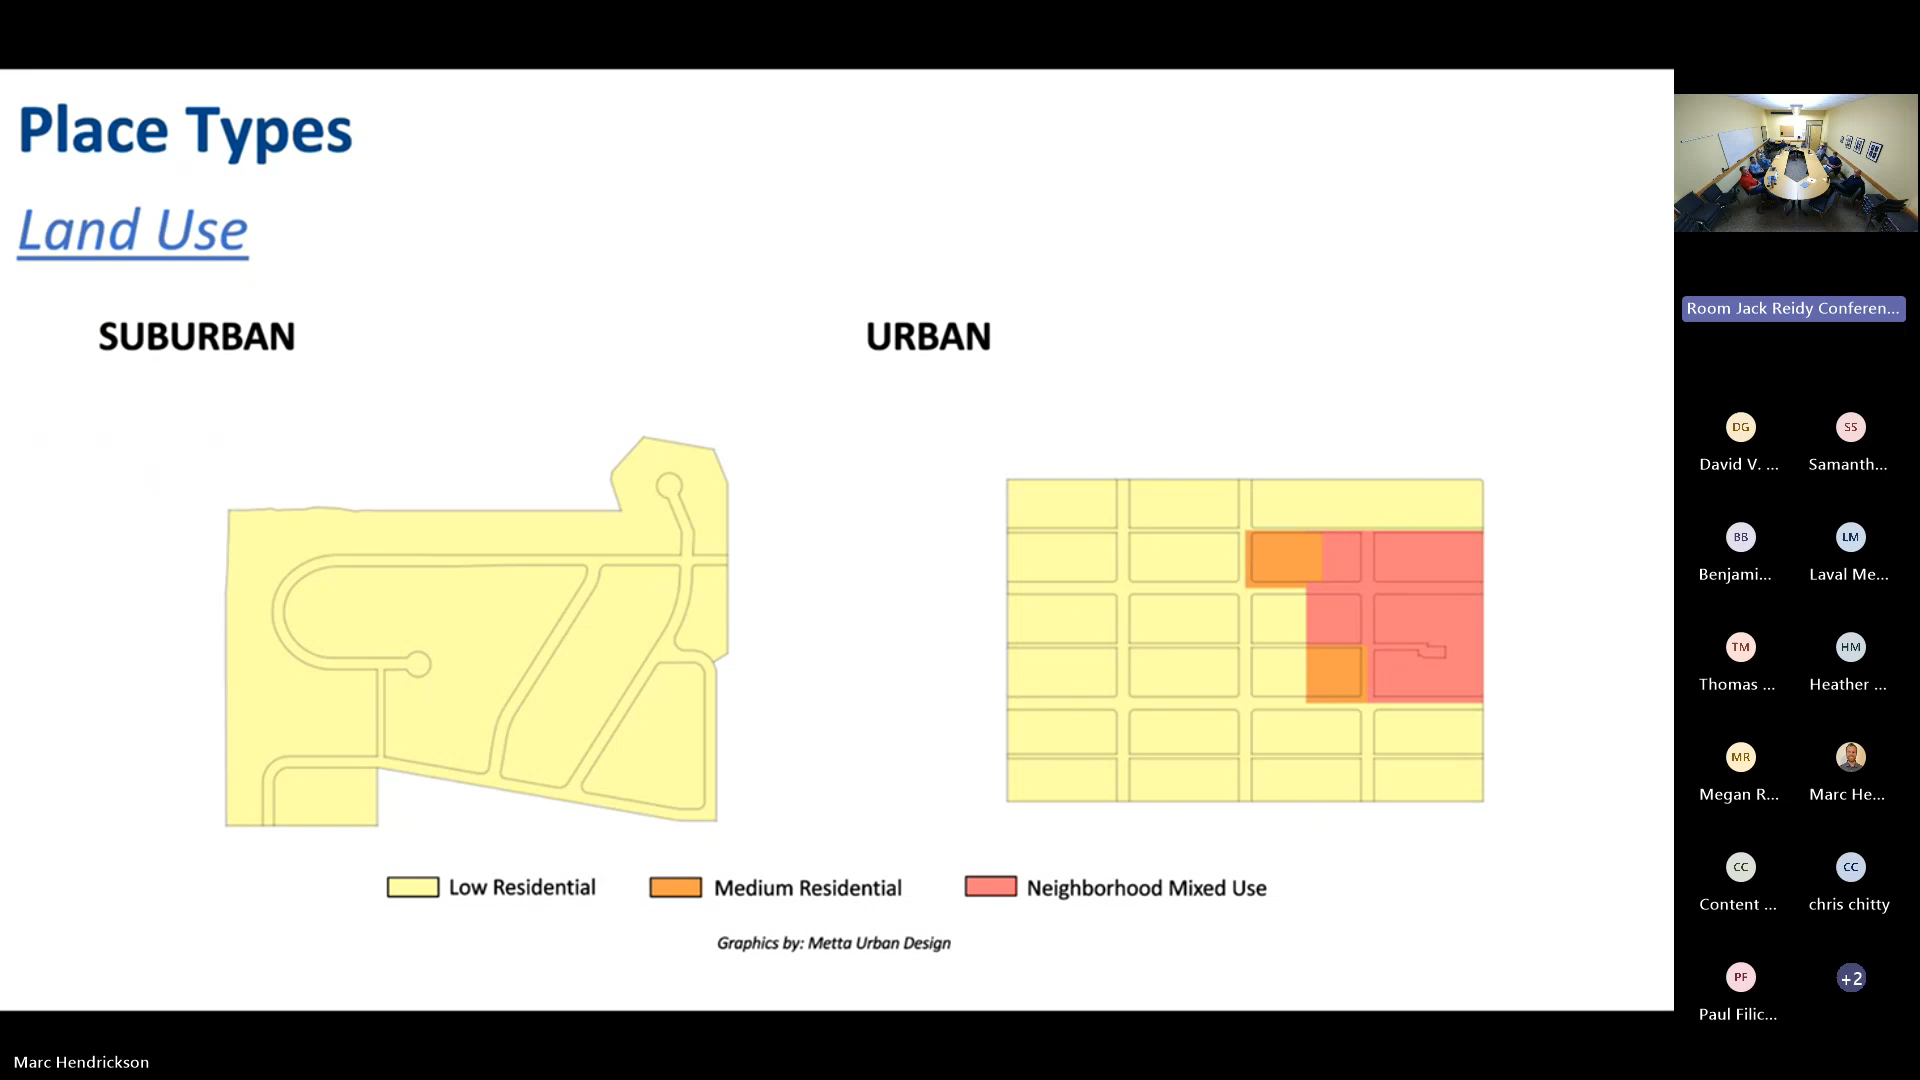 Place Types
Land Use
SUBURBAN
URBAN
Low Residential
Medium Residential
Neighborhood Mixed Use
Graphics by: Metta Urban Design
Marc Hendrickson
Room Jack Reidy Conferen...
DG
SS
David V. ...
Samanth...
BB
LM
Benjami...
Laval Me...
TM
HM
Thomas ...
Heather ...
MR
Megan R...
Marc He...
CC
CC
Content ...
chris chitty
PF
+2
Paul Filic...